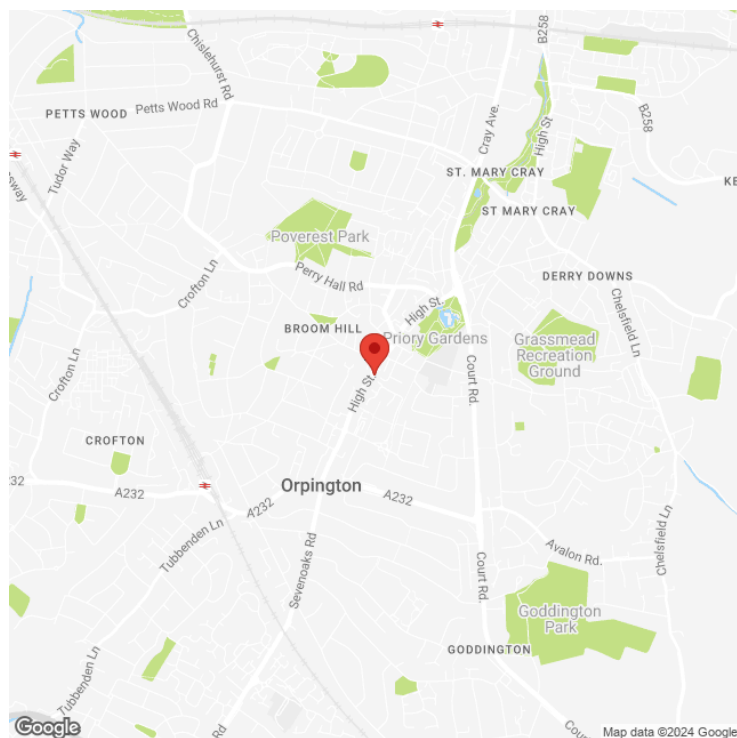 B258
Chislehurst Rd
Petts Wood Rd
PETTS WOOD
Cray Ave.
High St
B258
Tudor Way
ST. MARY CRAY
KE
sway
ST MARY CRAY
Poverest Park
Crofton Ln
Perry Hall Rd
DERRY DOWNS
Chelsfield Ln
High St.
BROOM HILL
Priory Gardens
Grassmead
Recreation
Ground
Crofton Ln
Court Rd.
High St.
CROFTON
232
A232
Orpington
A232
A232
Tubbenden Ln
Sevenoaks Rd
Chelsfield Ln
Avalon Rd.
Court Rd.
Goddington
Park
GODDINGTON
Tubbenden Ln
Rd
Cou
Google
Map data ©2024 Google